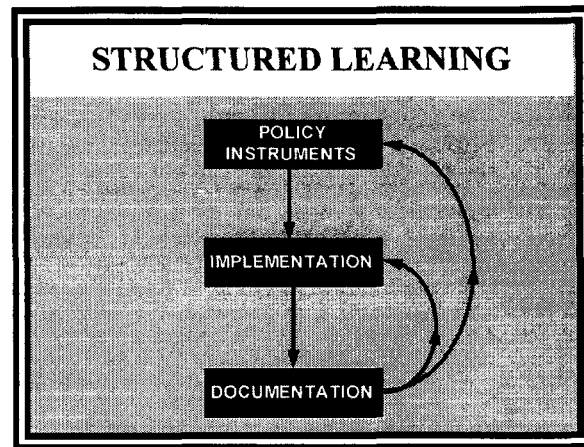 STRUCTURED LEARNING
POLICY
INSTRUMENTS
IMPLEMENTATION
DOCUMENTATION